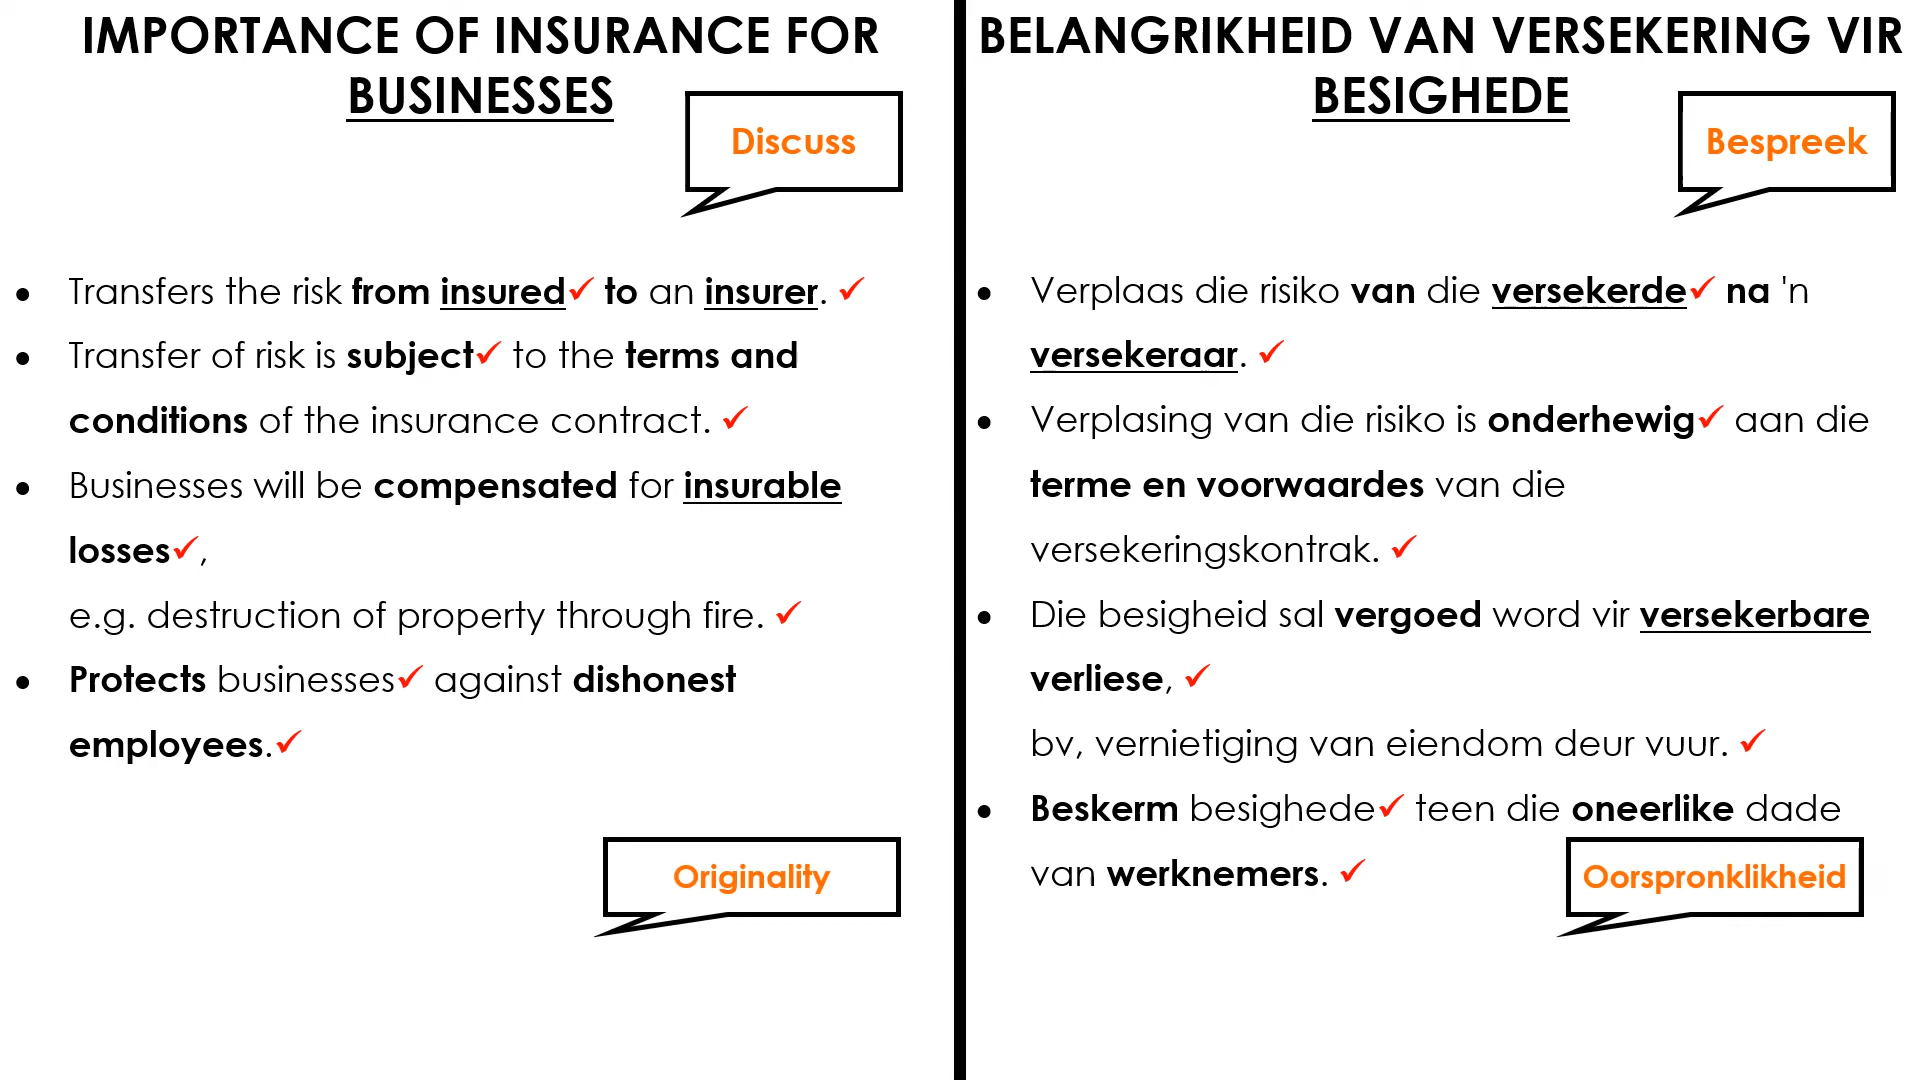 IMPORTANCE OF INSURANCE FOR
BUSINESSES
Discuss
• Transfers the risk from insured✓ to an insurer. ✓
• Transfer of risk is subject✓ to the terms and
conditions of the insurance contract. ✓
• Businesses will be compensated for insurable
losses✓,
e.g. destruction of property through fire. ✓
• Protects businesses✓ against dishonest
employees.✓
Originality
BELANGRIKHEID VAN VERSEKERING VIR
BESIGHEDE
Bespreek
• Verplaas die risiko van die versekerde✓ na 'n
versekeraar. ✓
• Verplasing van die risiko is onderhewig✓ aan die
terme en voorwaardes van die
versekeringskontrak. ✓
• Die besigheid sal vergoed word vir versekerbare
verliese, ✓
bv, vernietiging van eiendom deur vuur. ✓
• Beskerm besighede✓ teen die oneerlike dade
van werknemers. ✓
Oorspronklikheid